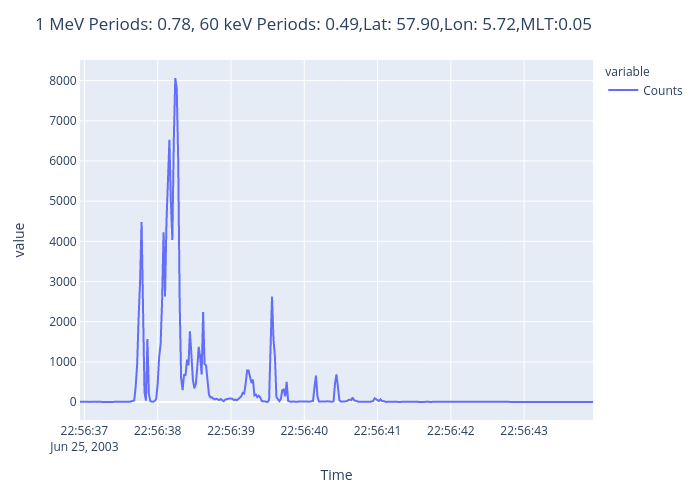 1 MeV Periods: 0.78, 60 keV Periods: 0.49,Lat: 57.90,Lon: 5.72,MLT:0.05
variable
Counts
value
8000
7000
6000
5000
4000
3000
2000
1000
0
22:56:37 22:56:38 22:56:39 22:56:40 22:56:41 22:56:42 22:56:43
Jun 25, 2003
Time